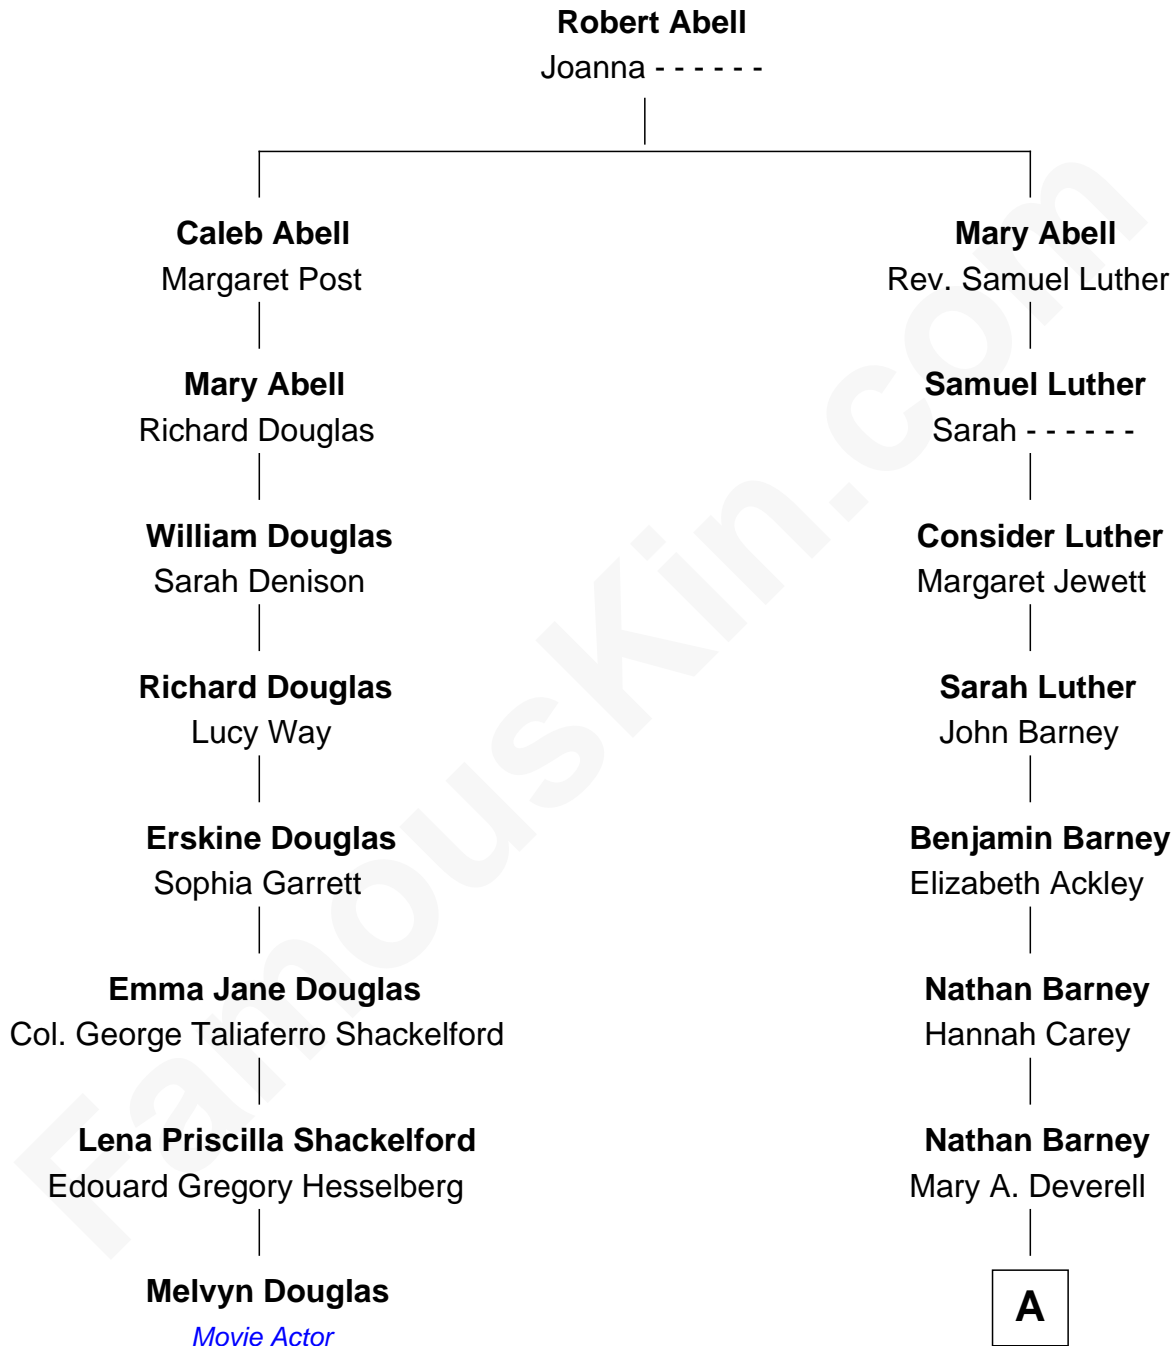 Robert Abell
Joanna - - - - - -
Caleb Abell
Margaret Post
Mary Abell
Rev. Samuel Luther
Mary Abell
Richard Douglas
Samuel Luther
Sarah - - - - - -
William Douglas
Sarah Denison
Consider Luther
Margaret Jewett
Richard Douglas
Lucy Way
Sarah Luther
John Barney
Erskine Douglas
Sophia Garrett
Benjamin Barney
Elizabeth Ackley
Emma Jane Douglas
Col. George Taliaferro Shackelford
Nathan Barney
Hannah Carey
Lena Priscilla Shackelford
Edouard Gregory Hesselberg
Nathan Barney
Mary A. Deverell
Melvyn Douglas
Movie Actor
A
FamousKin.com